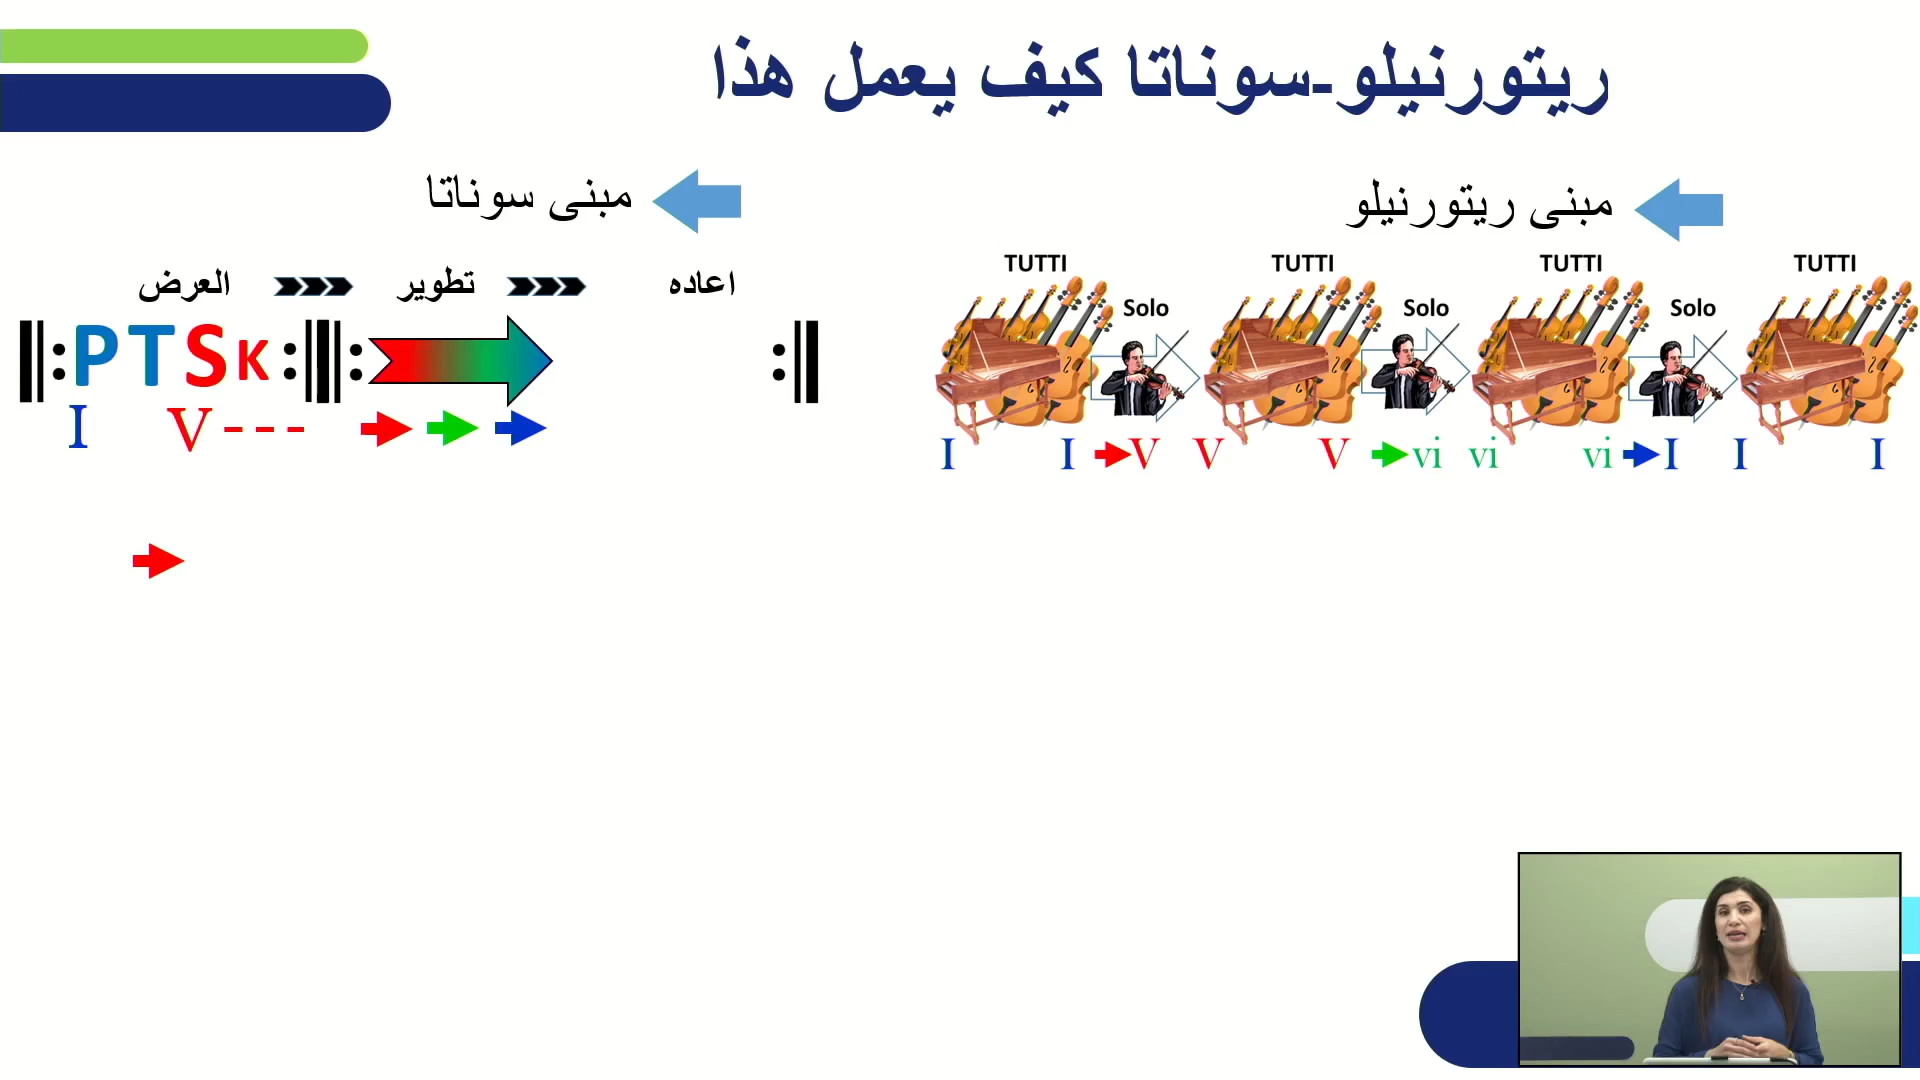 ريتورنيلو-سوناتا كيف يعمل هذا
مبنى ريتورنيلو
TUTTI Solo TUTTI Solo TUTTI Solo TUTTI
I I V V V vi vi vi I I I
مبنى سوناتا
العرض تطوير اعاده
P T S K
I V - - -